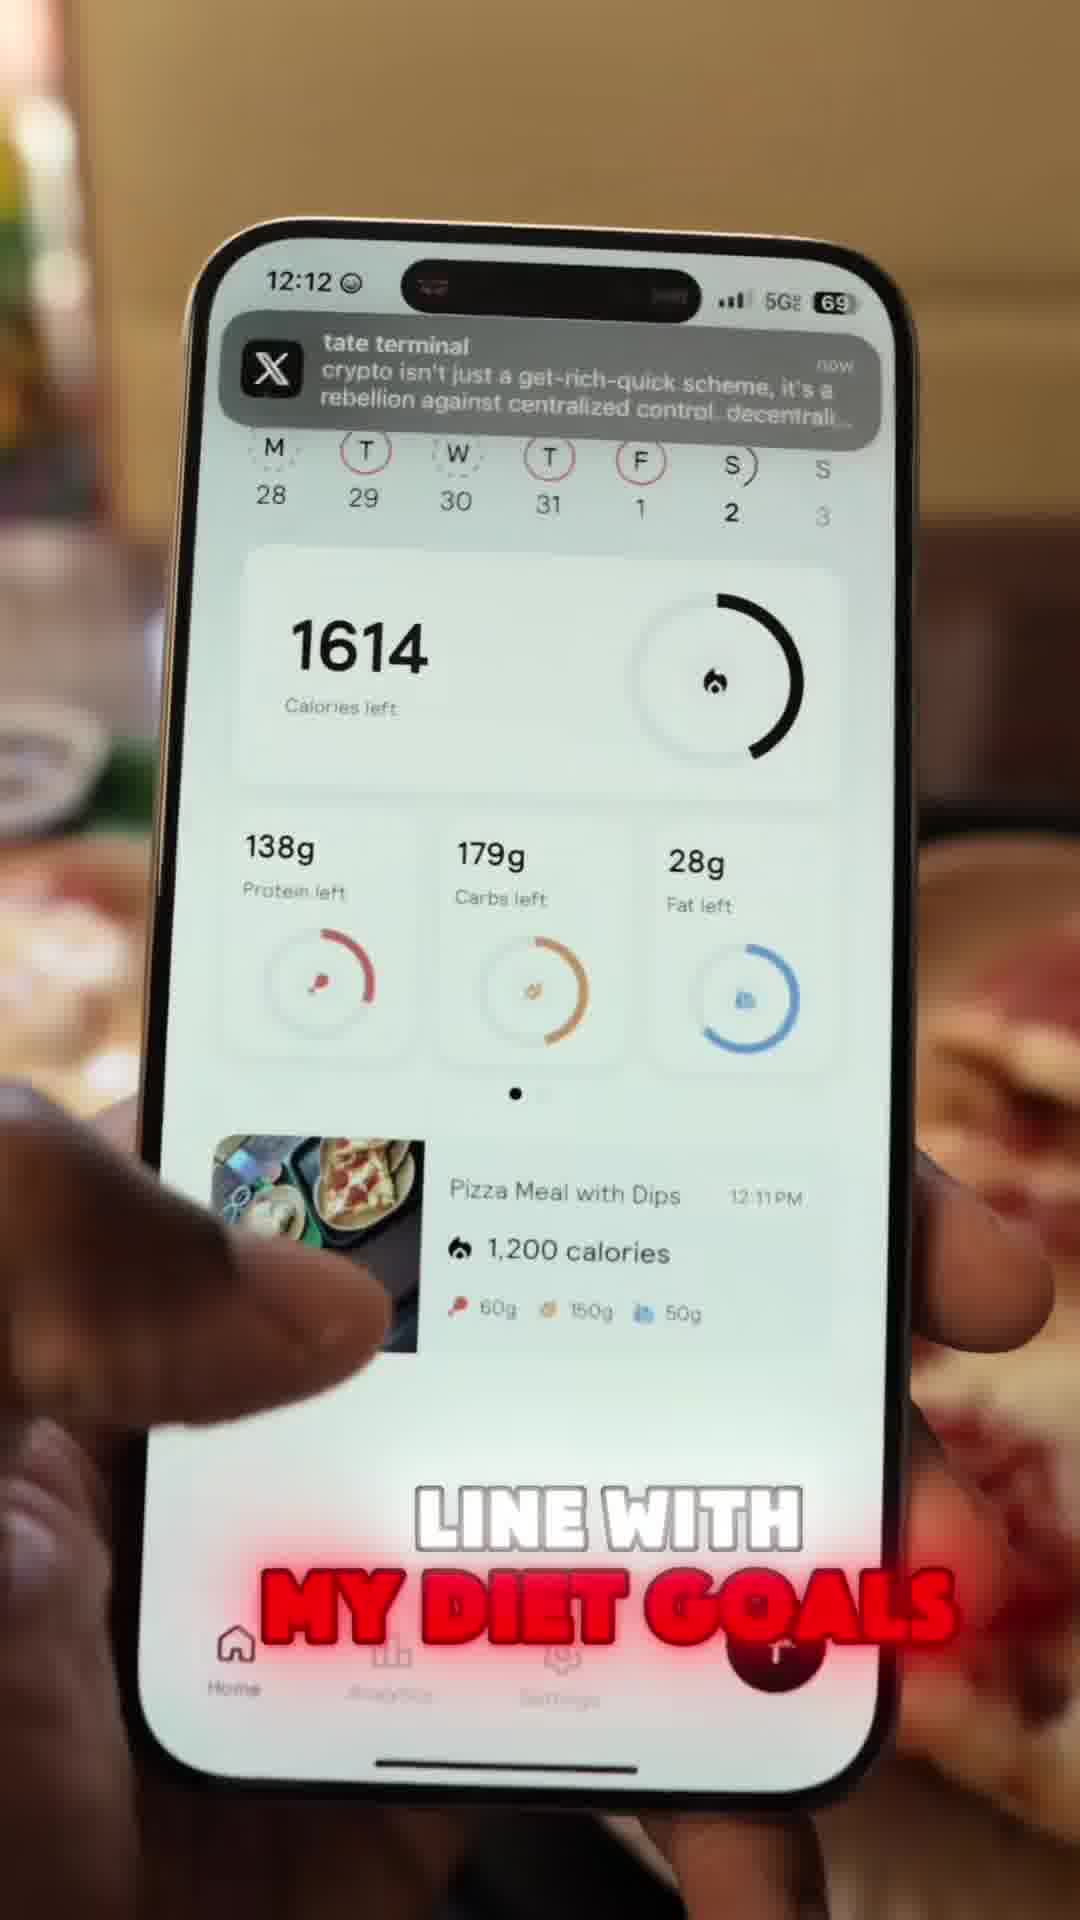 12:12
5G
69
tate terminal
now
crypto isn't just a get-rich-quick scheme, it's a
rebellion against centralized control. decentrali...
M T W T F S S
28 29 30 31 1 2 3
1614
Calories left
138g
Protein left
179g
Carbs left
28g
Fat left
Pizza Meal with Dips
12:11 PM
1,200 calories
60g 150g 50g
LINE WITH
MY DIET GOALS
Home
Analytics
Settings